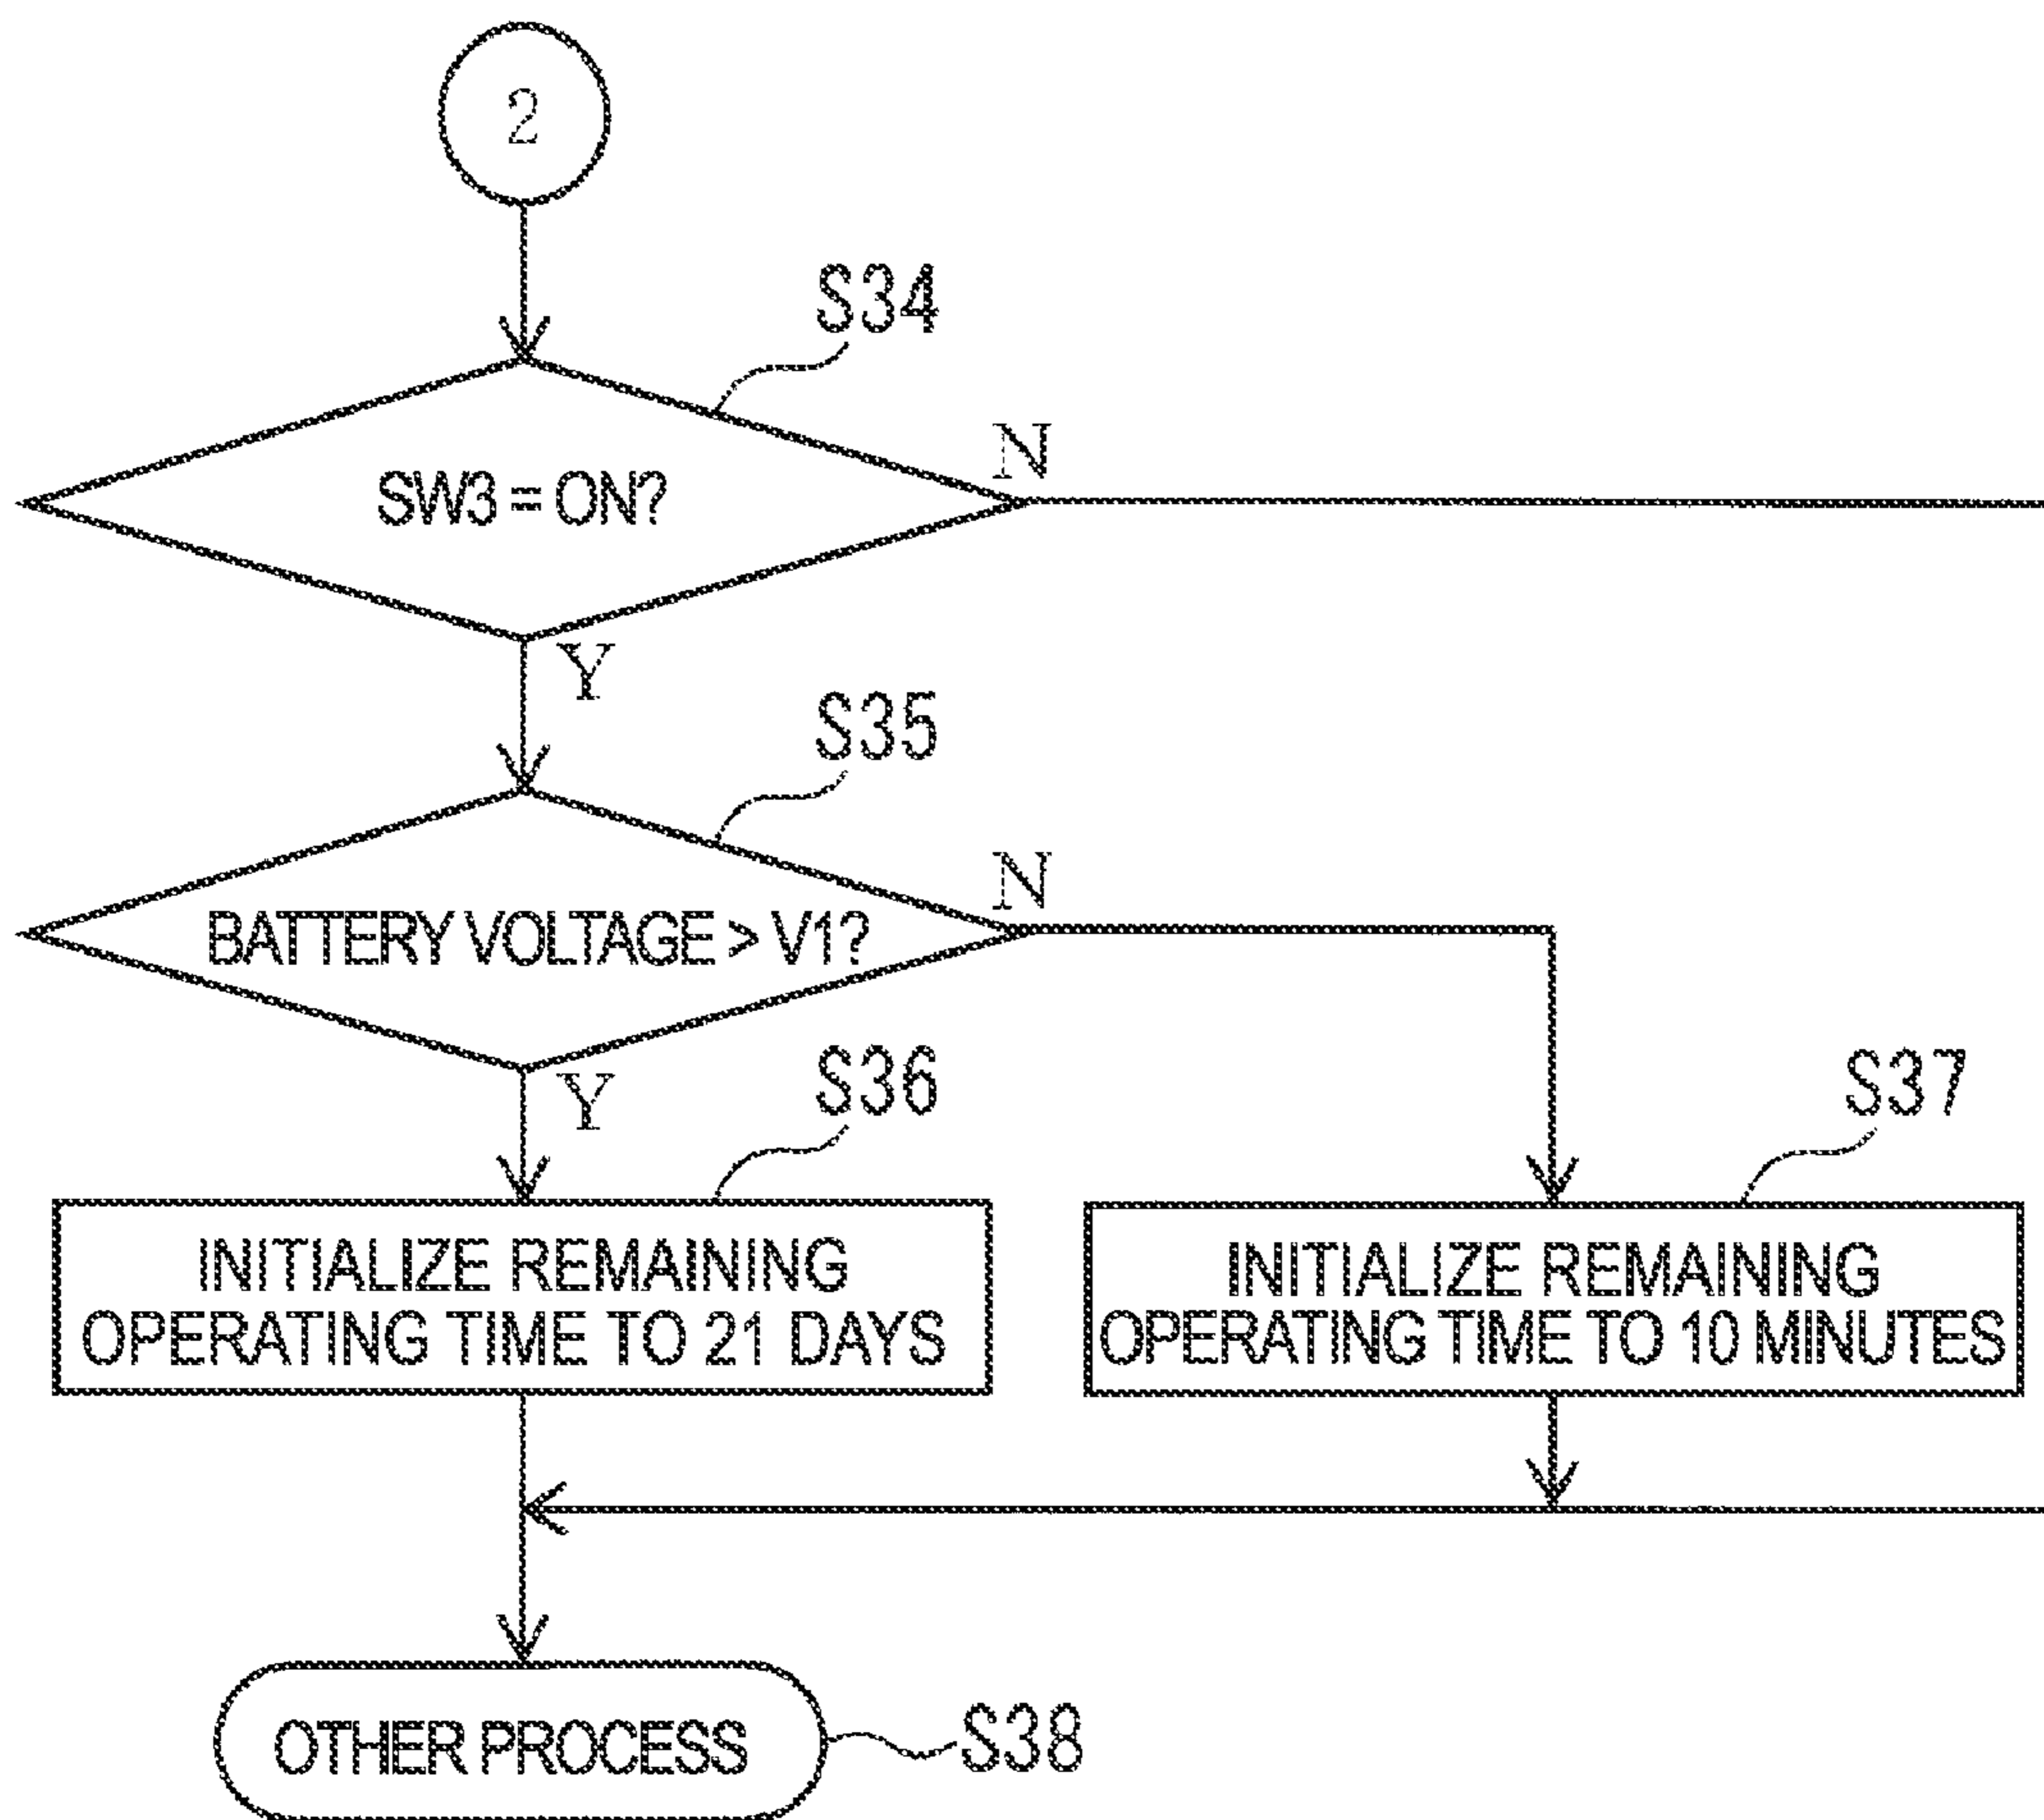 2
S34
SW3 = ON?
N
Y
S35
BATTERY VOLTAGE > V1?
N
Y
S36
INITIALIZE REMAINING
OPERATING TIME TO 21 DAYS
S37
INITIALIZE REMAINING
OPERATING TIME TO 10 MINUTES
OTHER PROCESS
S38